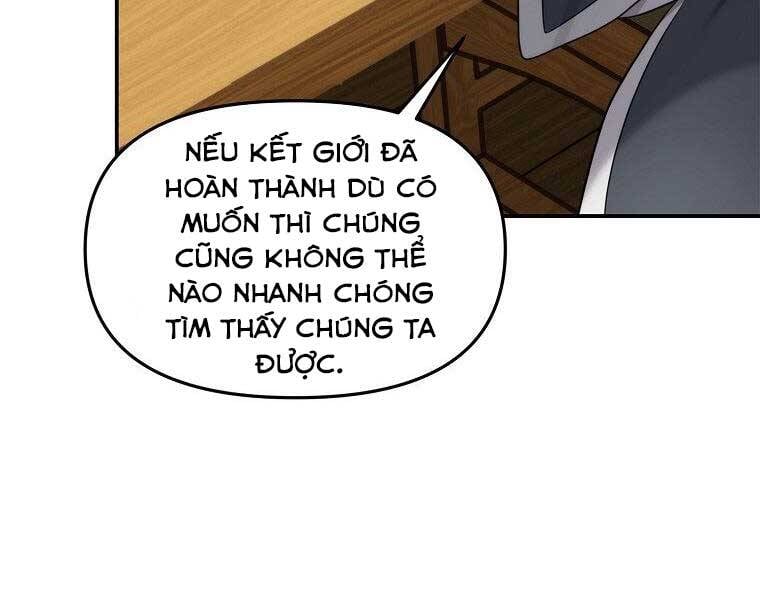 NẾU KẾT GIỚI ĐÃ
HOÀN THÀNH DÙ CÓ
MUỐN THÌ CHÚNG
CŨNG KHÔNG THỂ
NÀO NHANH CHÓNG
TÌM THẤY CHÚNG TA
ĐƯỢC.